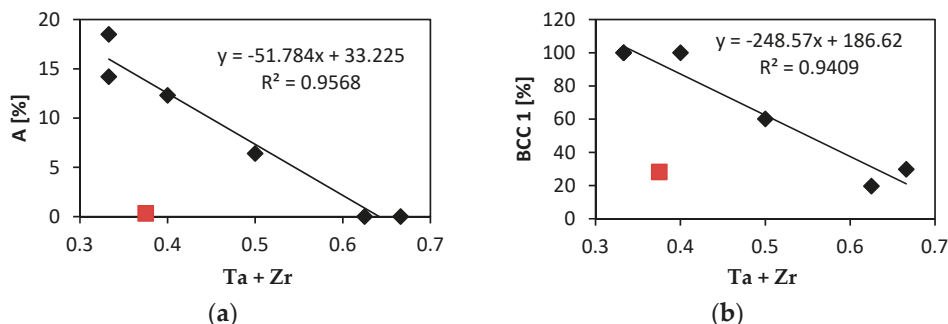 y = -51.784x + 33.225
R² = 0.9568
A [%]
20
15
10
5
0
0.3 0.4 0.5 0.6 0.7
Ta + Zr
(a)
y = -248.57x + 186.62
R² = 0.9409
BCC 1 [%]
120
100
80
60
40
20
0
0.3 0.4 0.5 0.6 0.7
Ta + Zr
(b)